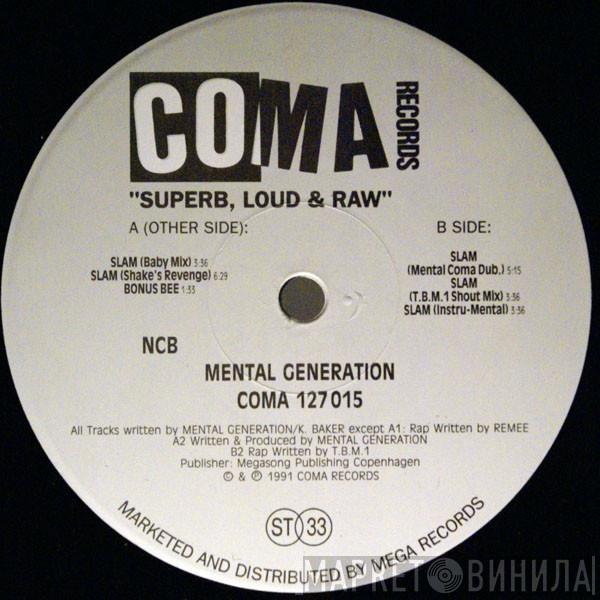 COMA RECORDS
"SUPERB, LOUD & RAW"
A (OTHER SIDE):
SLAM (Baby Mix) 3:36
SLAM (Shake's Revenge) 6:29
BONUS BEE 1:33
B SIDE:
SLAM
(Mental Coma Dub.) 5:15
SLAM
(T.B.M.1 Shout Mix) 3:36
SLAM (Instru-Mental) 3:36
NCB
MENTAL GENERATION
COMA 127 015
All Tracks written by MENTAL GENERATION/K. BAKER except A1: Rap Written by REMEE
A2 Written & Produced by MENTAL GENERATION
B2 Rap Written by T.B.M.1
Publisher: Megasong Publishing Copenhagen
© & ℗ 1991 COMA RECORDS
ST 33
MARKETED AND DISTRIBUTED BY MEGA RECORDS
МАРКЕТ ВИНИЛА